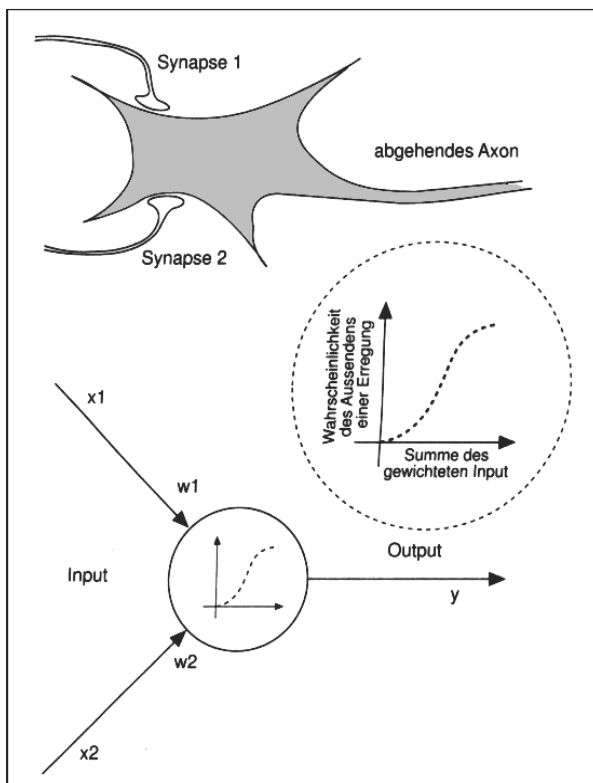 Synapse 1
abgehendes Axon
Synapse 2
Wahrscheinlichkeit
des Aussendens
einer Erregung
Summe des
gewichteten Input
x1
w1
Input
Output
y
w2
x2